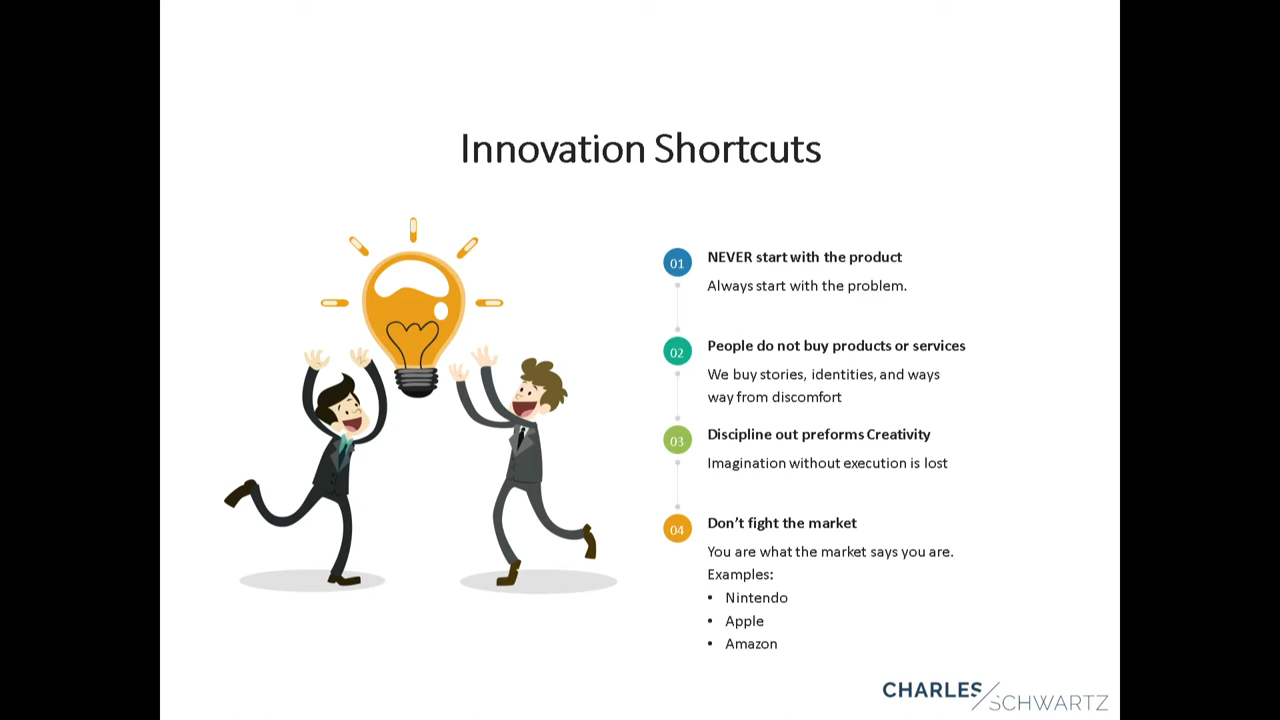 Innovation Shortcuts
01
NEVER start with the product
Always start with the problem.
02
People do not buy products or services
We buy stories, identities, and ways
way from discomfort
03
Discipline out preforms Creativity
Imagination without execution is lost
04
Don’t fight the market
You are what the market says you are.
Examples:
• Nintendo
• Apple
• Amazon
CHARLES
SCHWARTZ